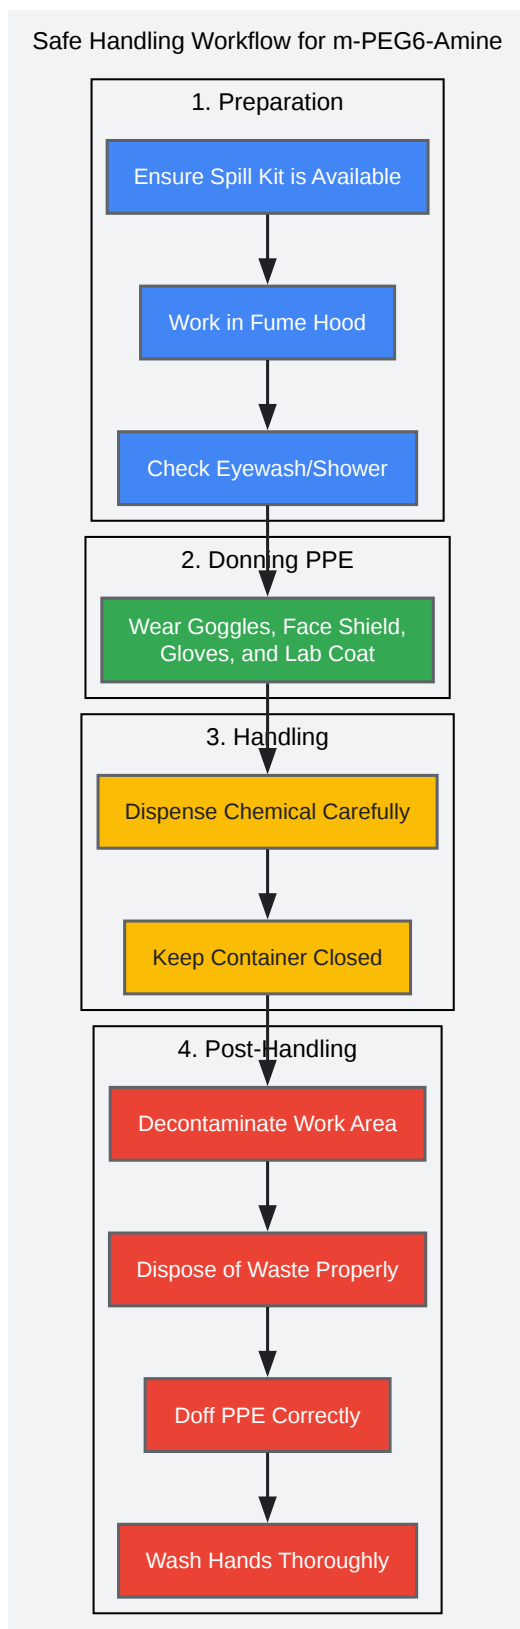 Safe Handling Workflow for m-PEG6-Amine
1. Preparation
Ensure Spill Kit is Available
Work in Fume Hood
Check Eyewash/Shower
2. Donning PPE
Wear Goggles, Face Shield,
Gloves, and Lab Coat
3. Handling
Dispense Chemical Carefully
Keep Container Closed
4. Post-Handling
Decontaminate Work Area
Dispose of Waste Properly
Doff PPE Correctly
Wash Hands Thoroughly